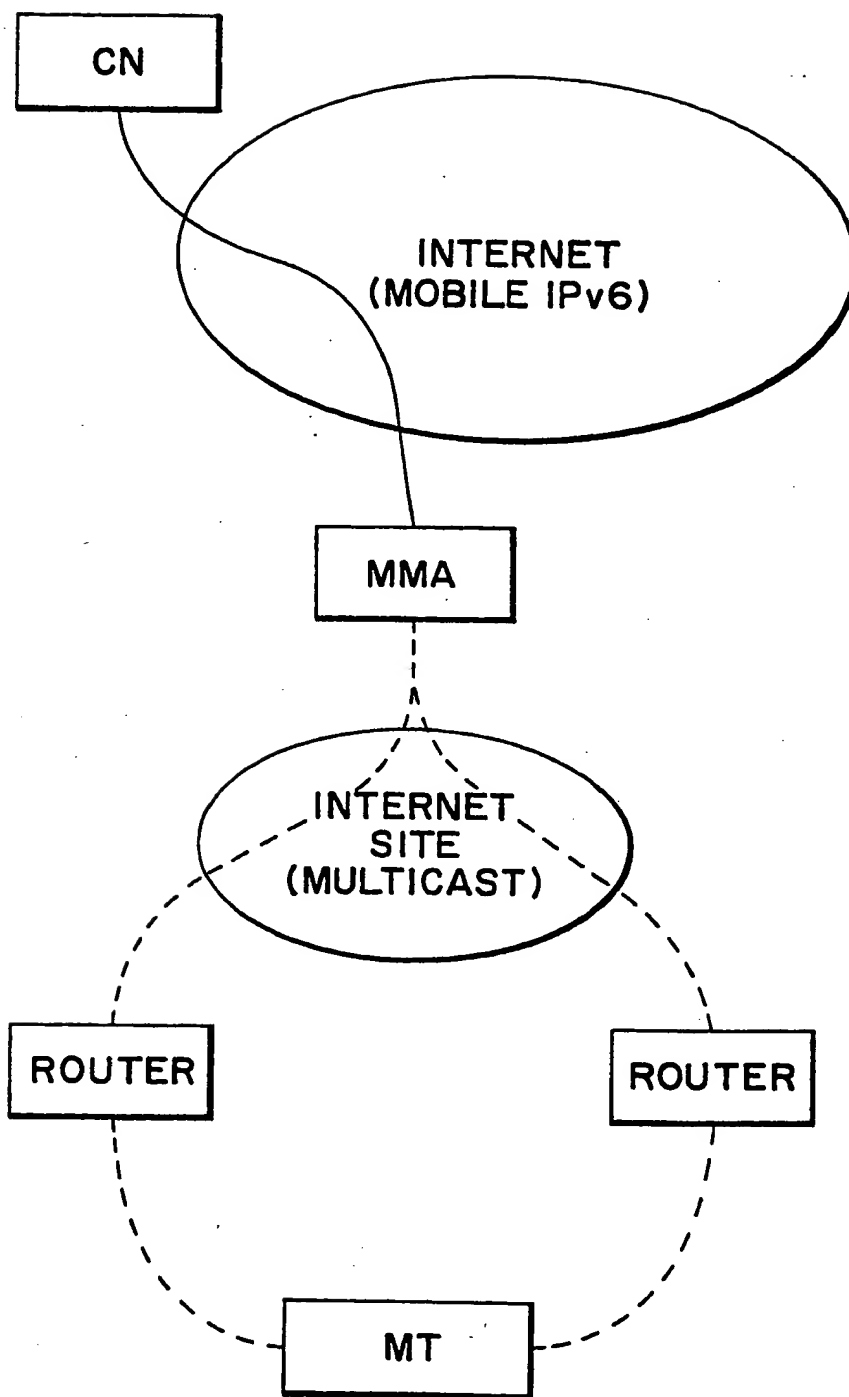 CN
INTERNET
(MOBILE IPv6)
MMA
INTERNET
SITE
(MULTICAST)
ROUTER
ROUTER
MT